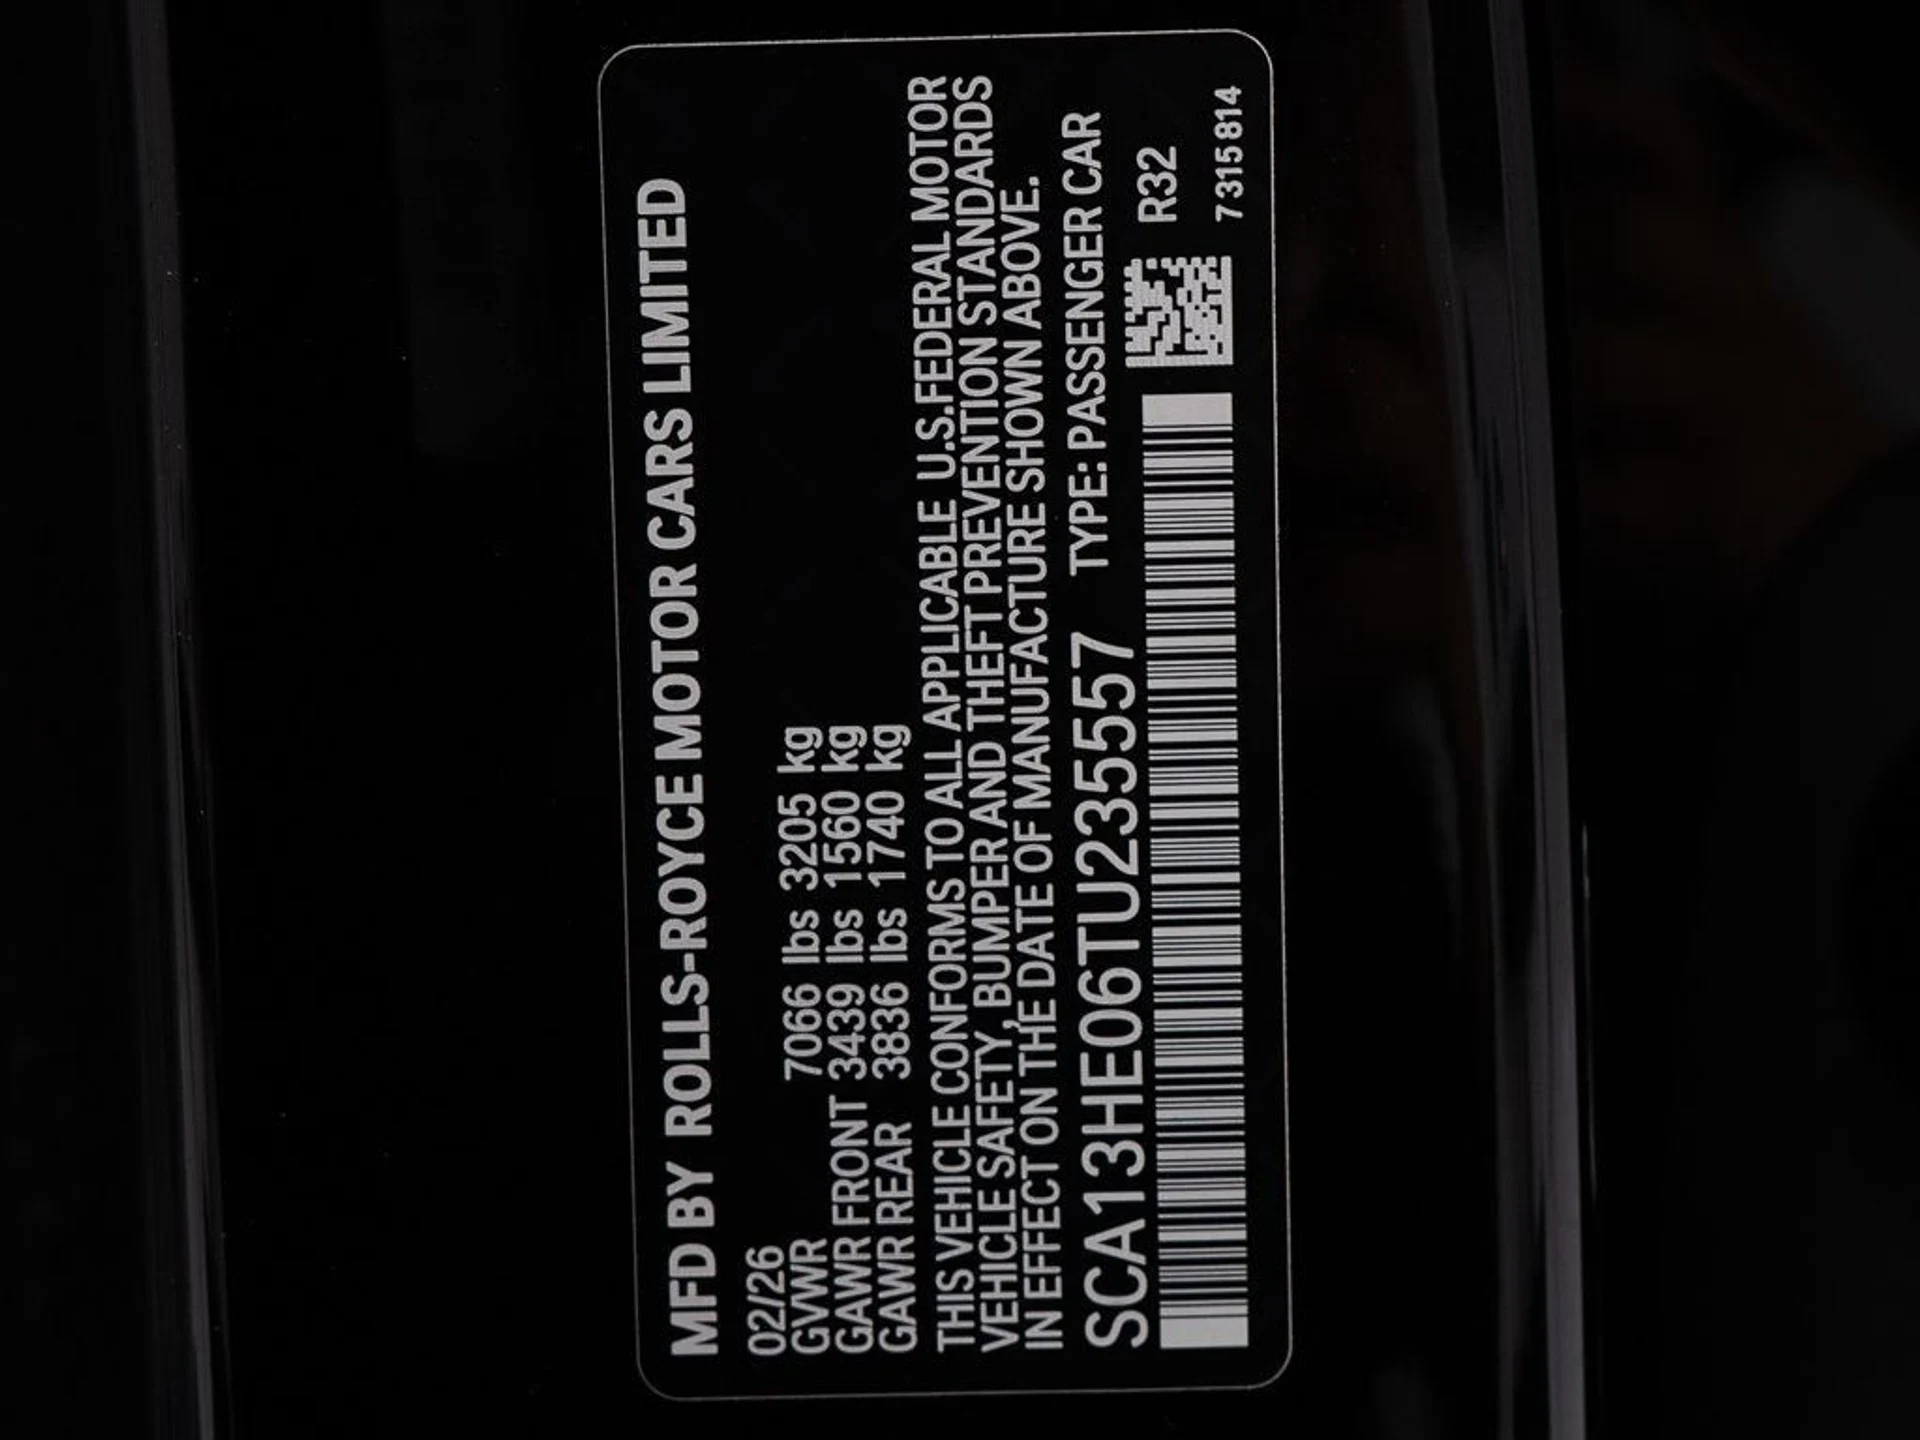 MFD BY ROLLS-ROYCE MOTOR CARS LIMITED
02/26
GVWR 7066 lbs 3205 kg
GAWR FRONT 3439 lbs 1560 kg
GAWR REAR 3836 lbs 1740 kg
THIS VEHICLE CONFORMS TO ALL APPLICABLE U.S.FEDERAL MOTOR
VEHICLE SAFETY, BUMPER AND THEFT PREVENTION STANDARDS
IN EFFECT ON THE DATE OF MANUFACTURE SHOWN ABOVE.
SCA13HE06TU235557 TYPE: PASSENGER CAR
R32
7315814